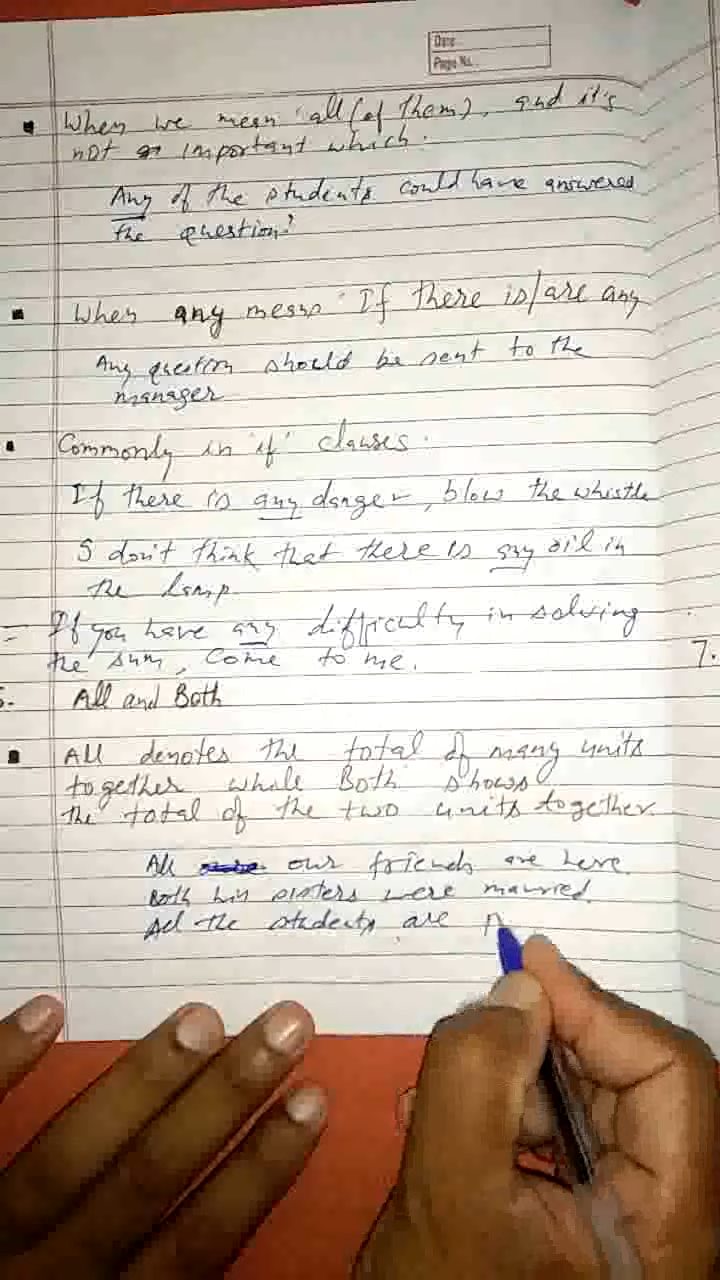 Date
Page No.
When we mean 'all (of them), and it's
not important which.
Any of the students could have answered
the question?
When any means 'If there is/are any
Any question should be sent to the
manager
Commonly in 'if' clauses.
If there is any danger, blow the whistle
I don't think that there is any oil in
the lamp
If you have any difficulty in solving
the sum, Come to me.
7.
All and Both
All denotes the total of many units
together while Both shows
the total of the two units together.
All our friends are here.
Both his sisters were married.
All the students are